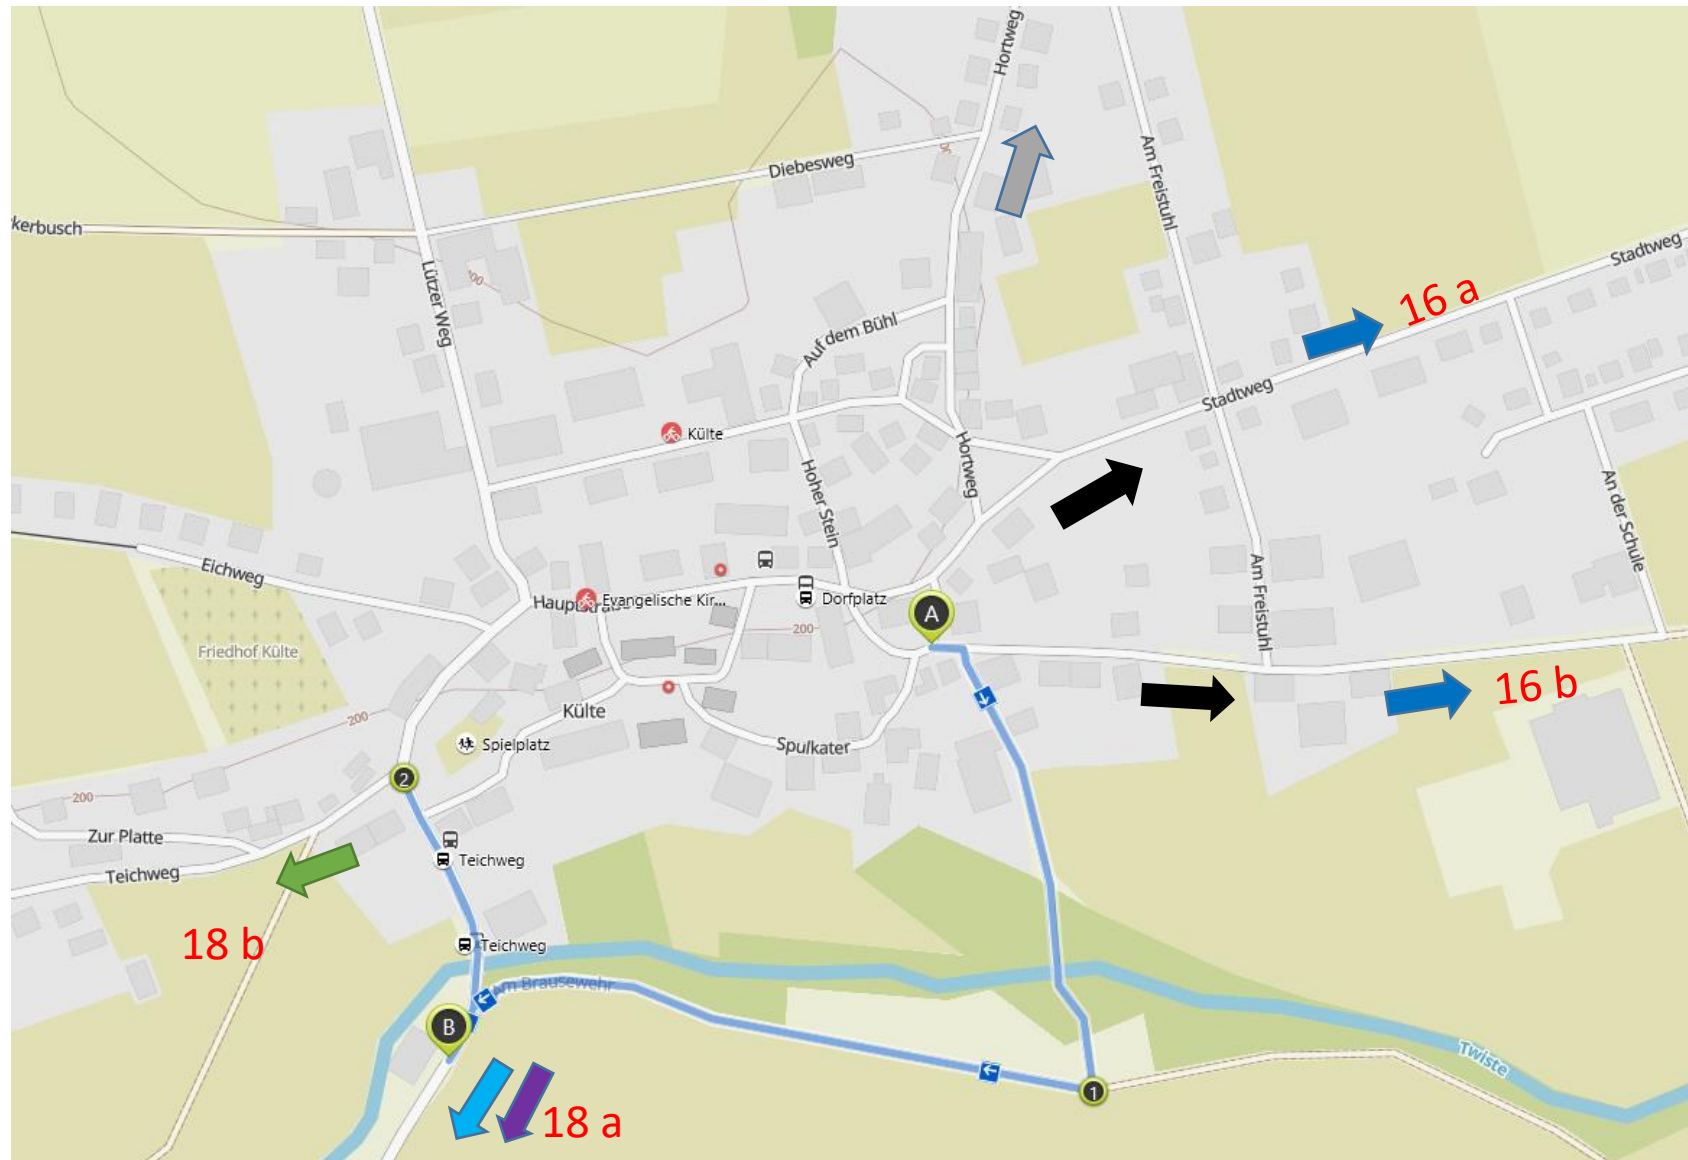 Hortweg
Am Freistuhl
Diebesweg
kerbusch
Lützer Weg
Stadtweg
16 a
Auf dem Bühl
Stadtweg
Külte
Hortweg
Hoher Stein
An der Schule
Eichweg
Am Freistuhl
Evangelische Kir...
Dorfplatz
A
200
Friedhof Külte
16 b
Külte
200
Spielplatz
Spulkater
2
200
Zur Platte
Teichweg
Teichweg
18 b
Teichweg
Am Brausewehr
B
Twiste
1
18 a